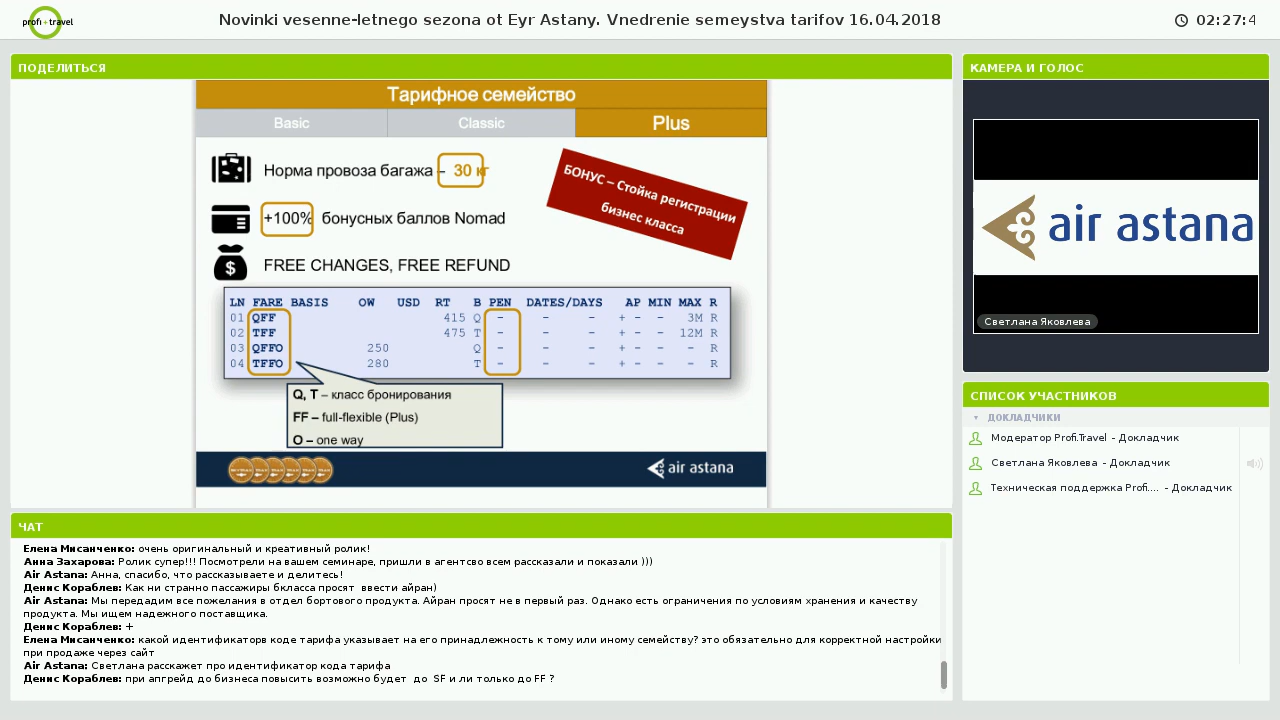 profi+travel
Novinki vesenne-letnego sezona ot Eyr Astany. Vnedrenie semeystva tarifov 16.04.2018
02:27:4
ПОДЕЛИТЬСЯ
Тарифное семейство
Basic
Classic
Plus
Норма провоза багажа – 30 кг
+100% бонусных баллов Nomad
FREE CHANGES, FREE REFUND
БОНУС – Стойка регистрации
бизнес класса
LN FARE BASIS OW USD RT B PEN DATES/DAYS AP MIN MAX R
01 QFF 415 Q - - - + - - 3M R
02 TFF 475 T - - - + - - 12M R
03 QFFO 250 Q - - - + - - - R
04 TFFO 280 T - - - + - - - R
Q, T – класс бронирования
FF – full-flexible (Plus)
O – one way
air astana
КАМЕРА И ГОЛОС
air astana
Светлана Яковлева
СПИСОК УЧАСТНИКОВ
ДОКЛАДЧИКИ
Модератор Profi.Travel - Докладчик
Светлана Яковлева - Докладчик
Техническая поддержка Profi.... - Докладчик
ЧАТ
Елена Мисанченко: очень оригинальный и креативный ролик!
Анна Захарова: Ролик супер!!! Посмотрели на вашем семинаре, пришли в агентсво всем рассказали и показали )))
Air Astana: Анна, спасибо, что рассказываете и делитесь!
Денис Кораблев: Как ни странно пассажиры бкласса просят ввести айран)
Air Astana: Мы передадим все пожелания в отдел бортового продукта. Айран просят не в первый раз. Однако есть ограничения по условиям хранения и качеству
продукта. Мы ищем надежного поставщика.
Денис Кораблев: +
Елена Мисанченко: какой идентификаторв коде тарифа указывает на его принадлежность к тому или иному семейству? это обязательно для корректной настройки
при продаже через сайт
Air Astana: Светлана расскажет про идентификатор кода тарифа
Денис Кораблев: при апгрейд до бизнеса повысить возможно будет до SF и ли только до FF ?